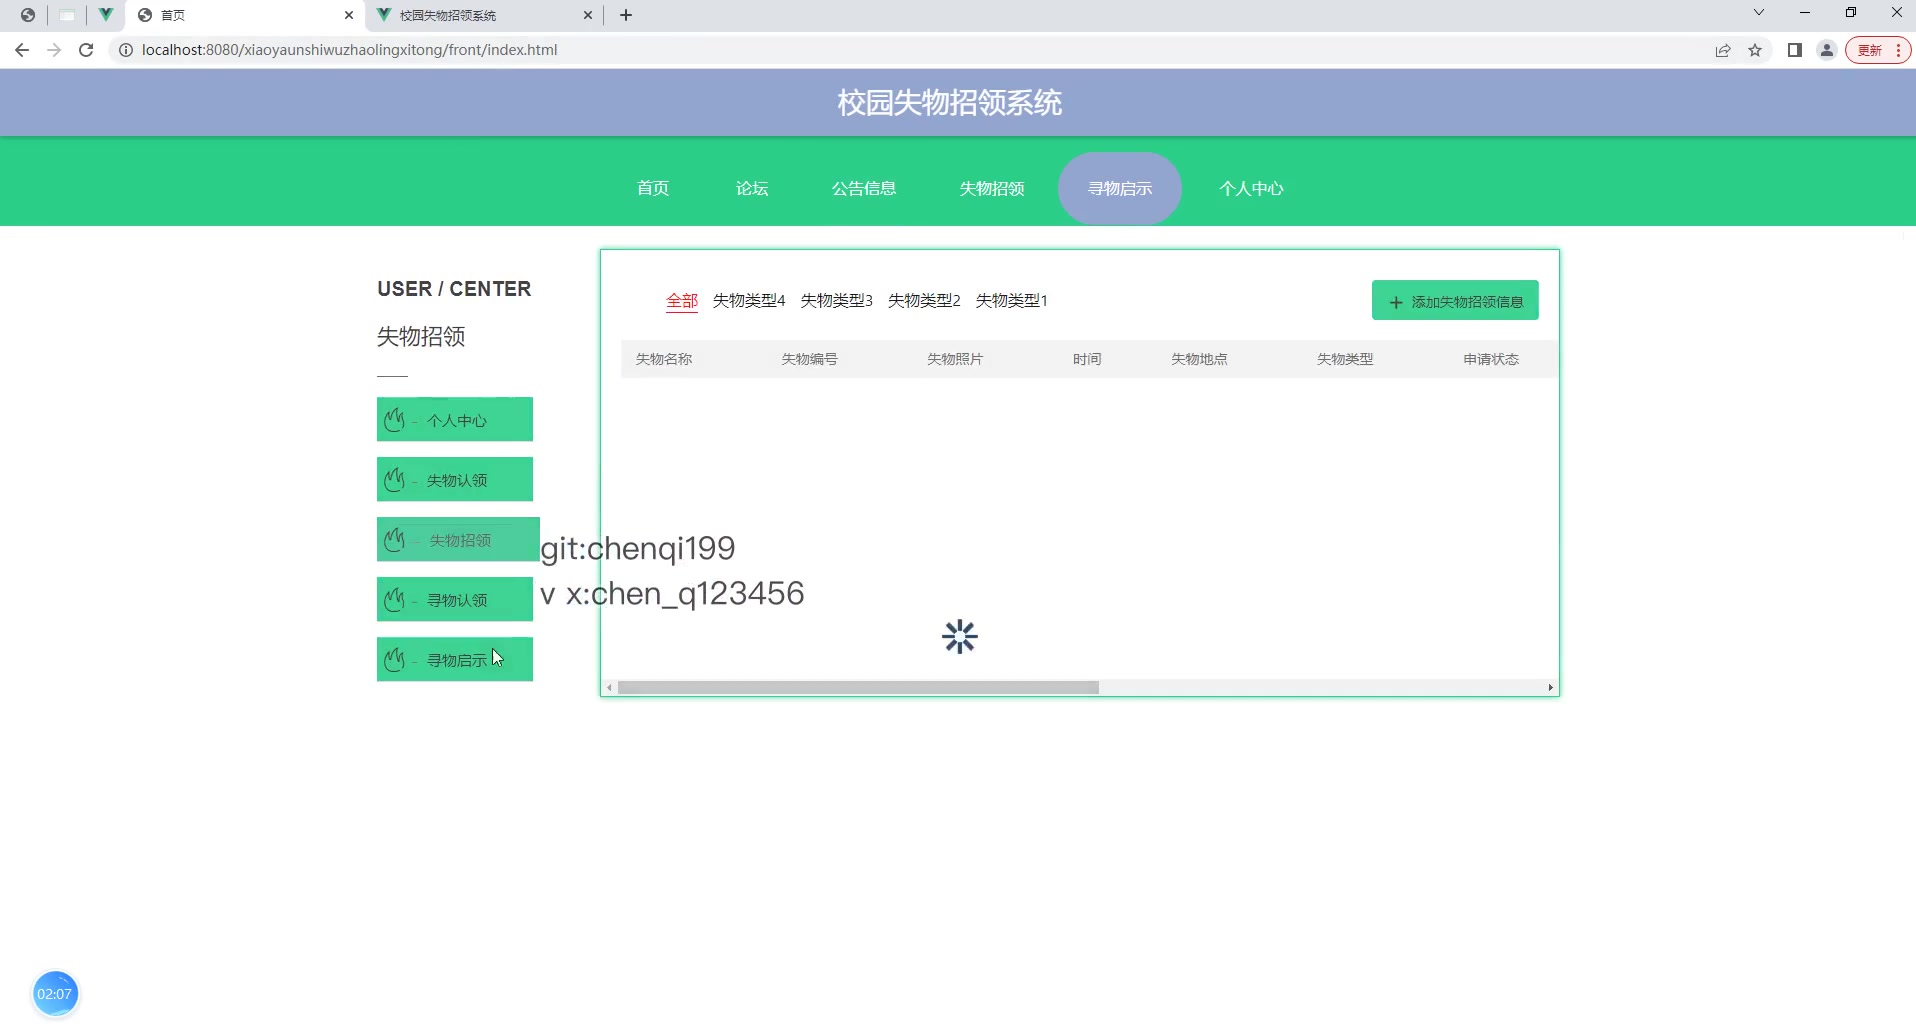 首页
校园失物招领系统
localhost:8080/xiaoyaunshiwuzhaolingxitong/front/index.html
更新
校园失物招领系统
首页 论坛 公告信息 失物招领 寻物启示 个人中心
USER / CENTER
失物招领
个人中心
失物认领
失物招领
寻物认领
寻物启示
全部 失物类型4 失物类型3 失物类型2 失物类型1
添加失物招领信息
失物名称 失物编号 失物照片 时间 失物地点 失物类型 申请状态
git:chenqi199
v x:chen_q123456
02:07